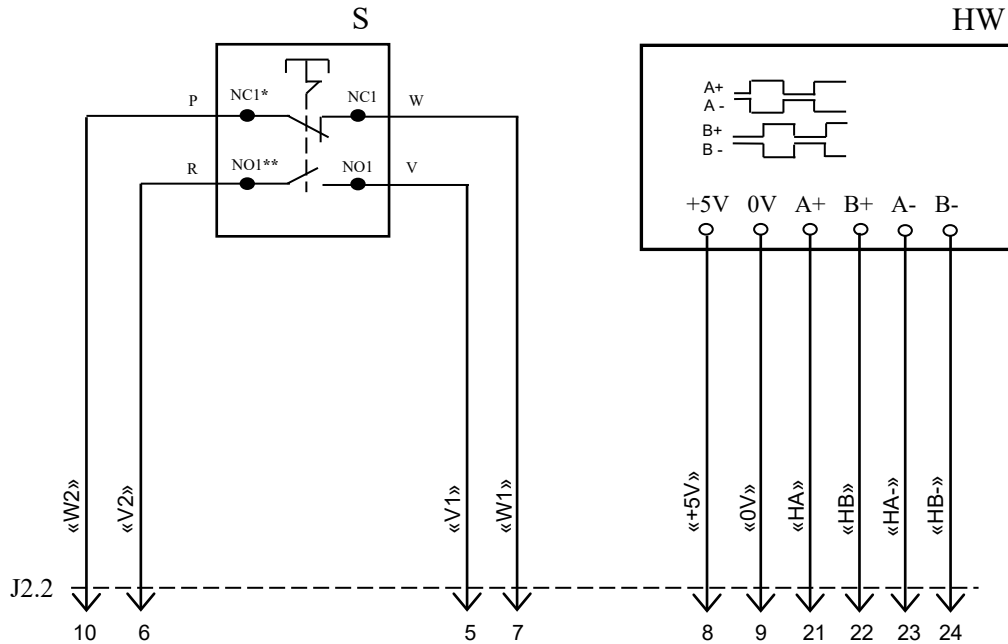 S HW
P NC1* NC1 W
A+
A -
B+
B -
R NO1** NO1 V
+5V 0V A+ B+ A- B-
«W2» «V2» «V1» «W1» «+5V» «0V» «HA» «HB» «HA-» «HB-»
J2.2
10 6 5 7 8 9 21 22 23 24